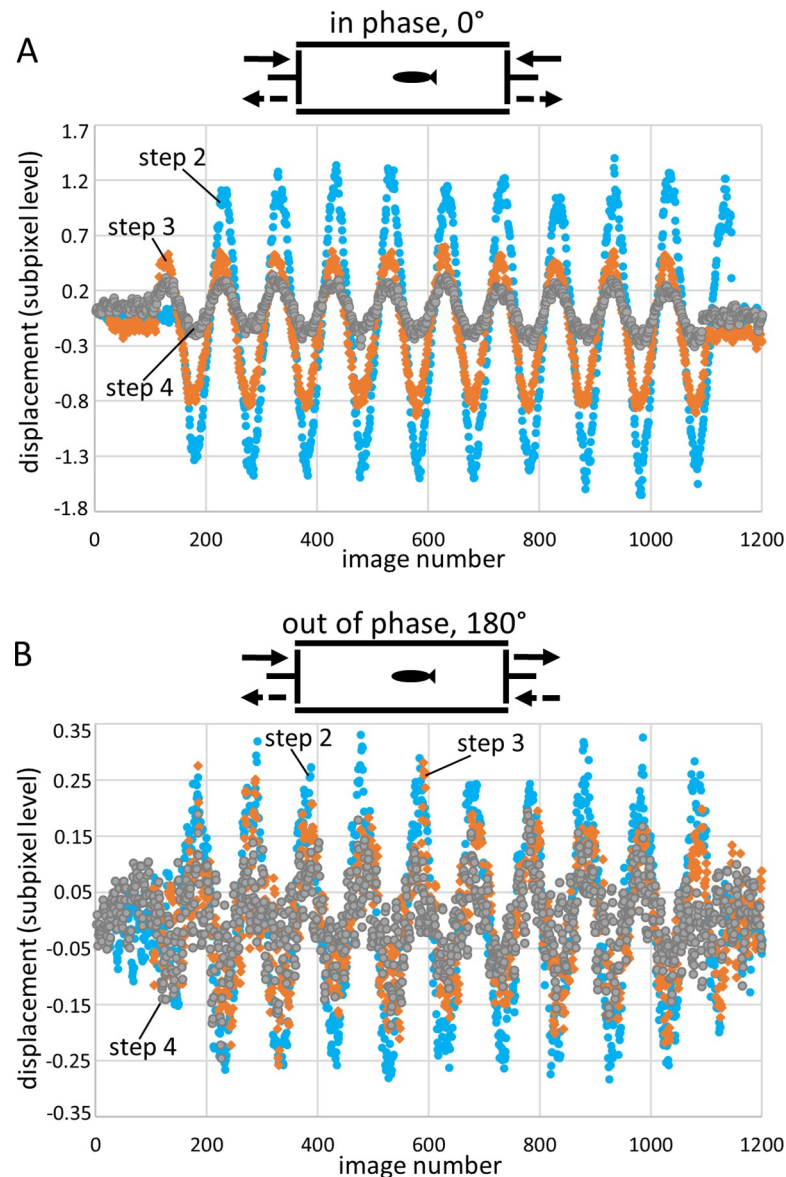 A
in phase, 0°
1.7
1.2
0.7
0.2
-0.3
-0.8
-1.3
-1.8
displacement (subpixel level)
step 2
step 3
step 4
0 200 400 600 800 1000 1200
image number
B
out of phase, 180°
0.35
0.25
0.15
0.05
-0.05
-0.15
-0.25
-0.35
displacement (subpixel level)
step 2
step 3
step 4
0 200 400 600 800 1000 1200
image number